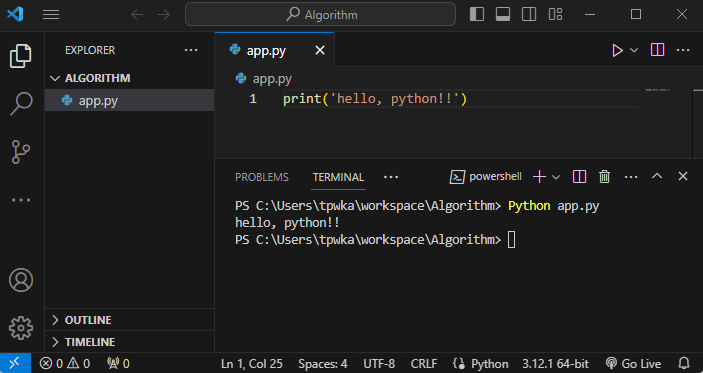 Algorithm
EXPLORER ...
ALGORITHM
app.py
OUTLINE
TIMELINE
app.py
app.py
1 print('hello, python!!')
PROBLEMS TERMINAL ... powershell
PS C:\Users\tpwka\workspace\Algorithm> Python app.py
hello, python!!
PS C:\Users\tpwka\workspace\Algorithm>
0 0 0 Ln 1, Col 25 Spaces: 4 UTF-8 CRLF Python 3.12.1 64-bit Go Live